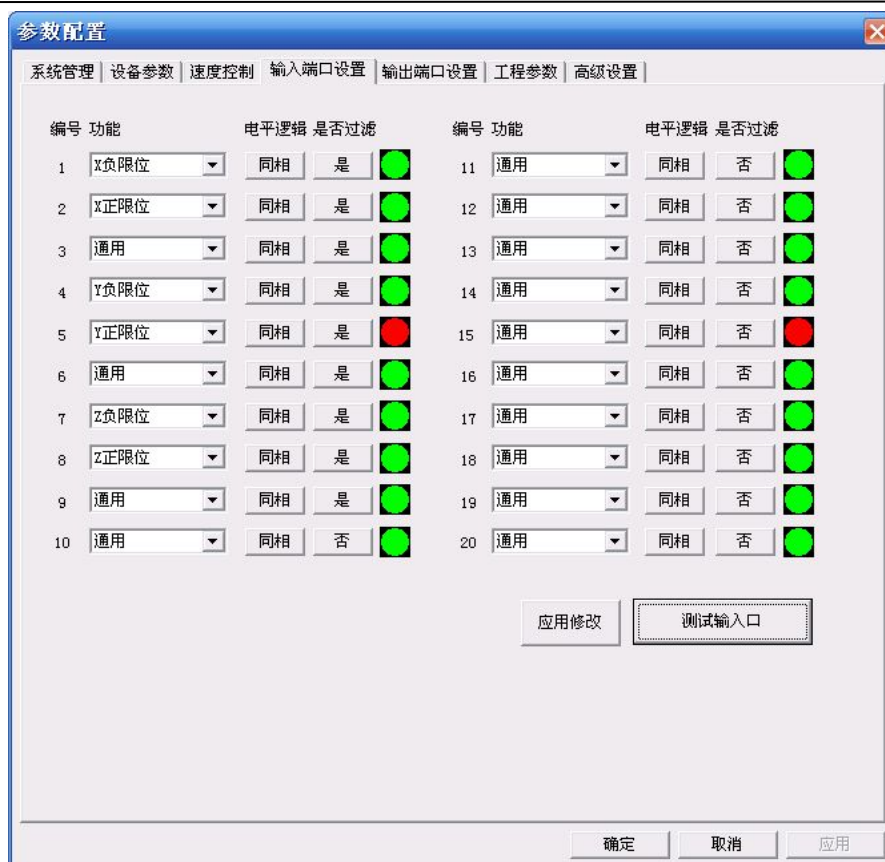 参数配置
系统管理 设备参数 速度控制 输入端口设置 输出端口设置 工程参数 高级设置
编号 功能 电平逻辑 是否过滤 编号 功能 电平逻辑 是否过滤
1 X负限位 同相 是 11 通用 同相 否
2 X正限位 同相 是 12 通用 同相 否
3 通用 同相 是 13 通用 同相 否
4 Y负限位 同相 是 14 通用 同相 否
5 Y正限位 同相 是 15 通用 同相 否
6 通用 同相 是 16 通用 同相 否
7 Z负限位 同相 是 17 通用 同相 否
8 Z正限位 同相 是 18 通用 同相 否
9 通用 同相 是 19 通用 同相 否
10 通用 同相 否 20 通用 同相 否
应用修改 测试输入口
确定 取消 应用